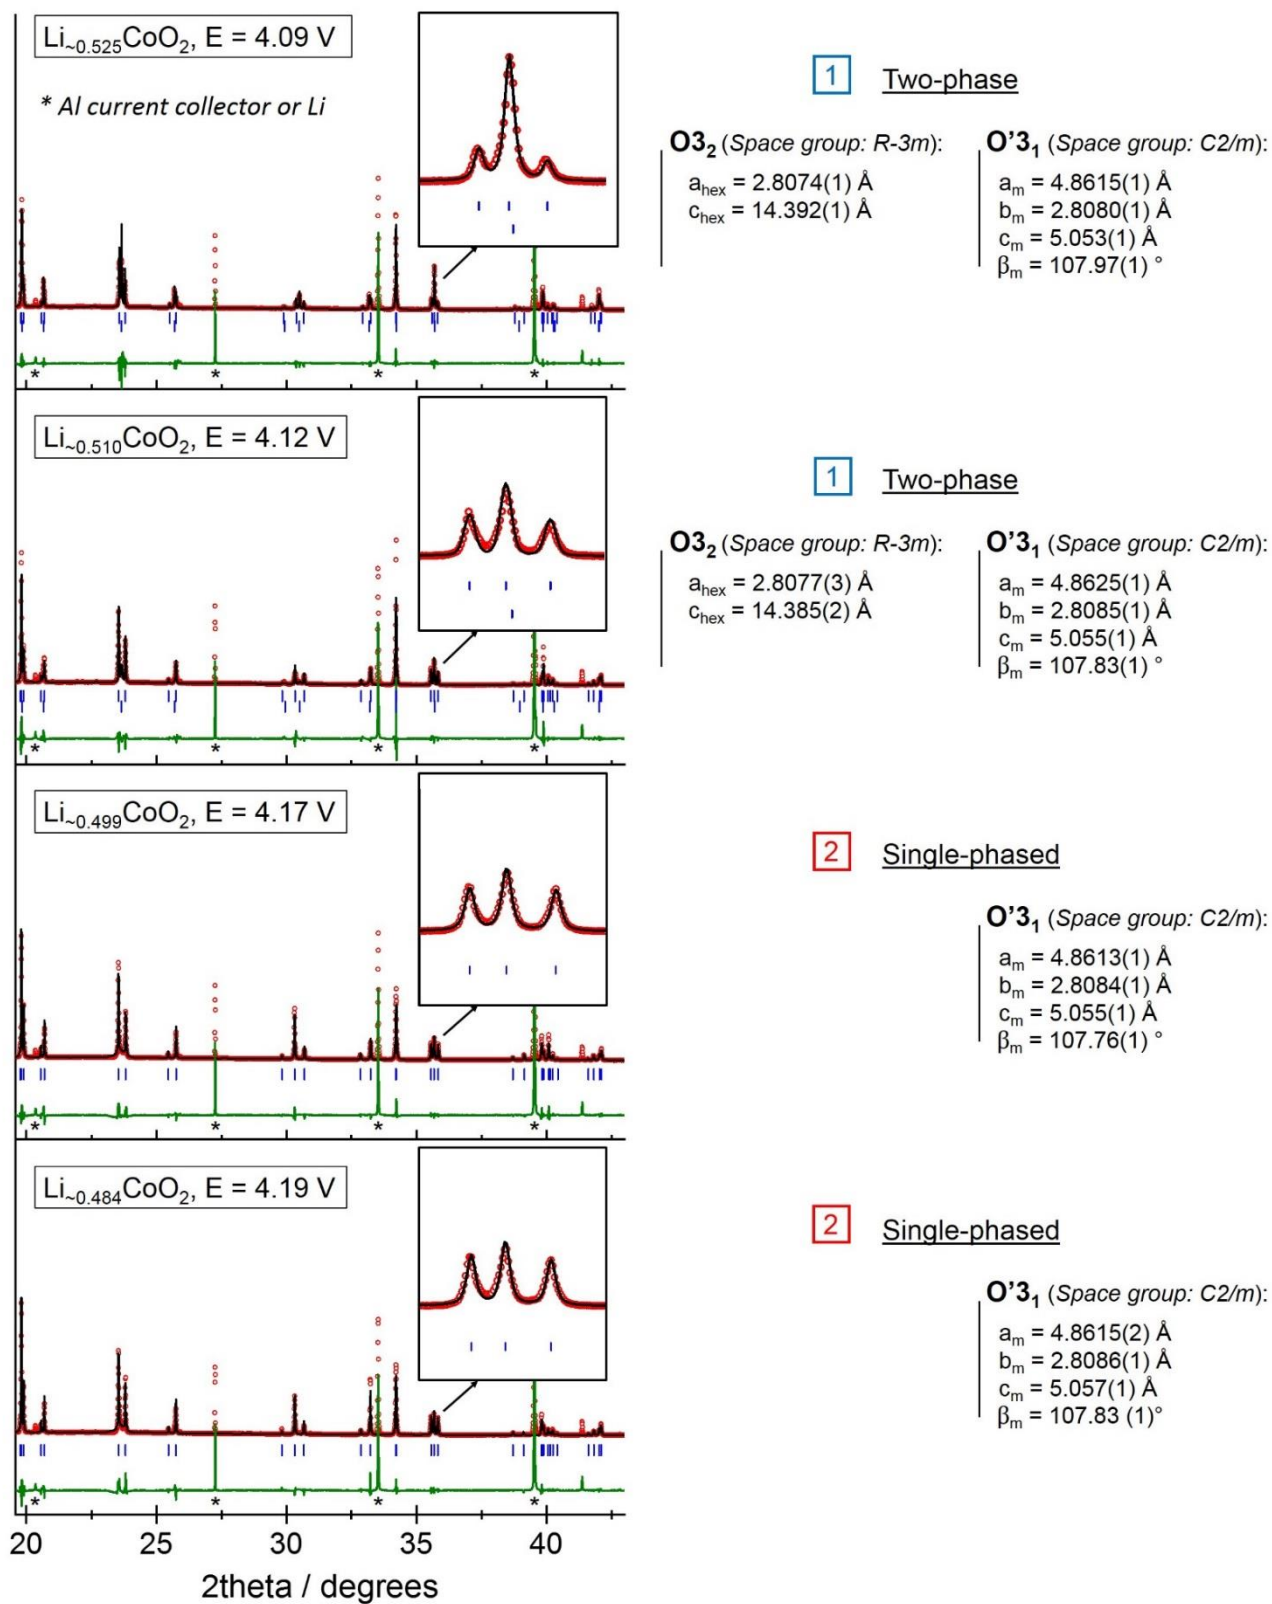 Li~0.525CoO2, E = 4.09 V
* Al current collector or Li
1 Two-phase
O32 (Space group: R-3m):
ahex = 2.8074(1) Å
chex = 14.392(1) Å
O'31 (Space group: C2/m):
am = 4.8615(1) Å
bm = 2.8080(1) Å
cm = 5.053(1) Å
βm = 107.97(1) °
* * * *
Li~0.510CoO2, E = 4.12 V
1 Two-phase
O32 (Space group: R-3m):
ahex = 2.8077(3) Å
chex = 14.385(2) Å
O'31 (Space group: C2/m):
am = 4.8625(1) Å
bm = 2.8085(1) Å
cm = 5.055(1) Å
βm = 107.83(1) °
* * * *
Li~0.499CoO2, E = 4.17 V
2 Single-phased
O'31 (Space group: C2/m):
am = 4.8613(1) Å
bm = 2.8084(1) Å
cm = 5.055(1) Å
βm = 107.76(1) °
* * * *
Li~0.484CoO2, E = 4.19 V
2 Single-phased
O'31 (Space group: C2/m):
am = 4.8615(2) Å
bm = 2.8086(1) Å
cm = 5.057(1) Å
βm = 107.83 (1)°
* * * *
20 25 30 35 40
2theta / degrees